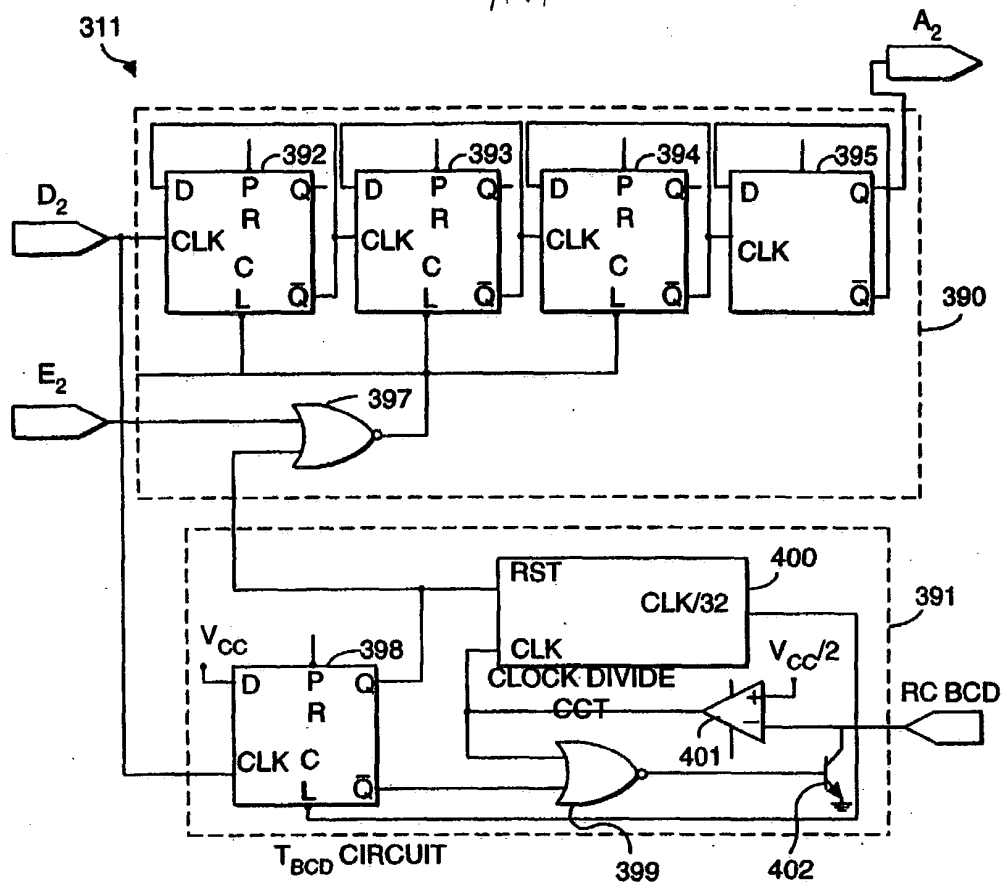 311
A2
392
393
394
395
D P Q
R
CLK
C
L Q̅
D P Q
R
CLK
C
L Q̅
D P Q
R
CLK
C
L Q̅
D Q
CLK
Q̅
D2
390
E2
397
RST
400
CLK/32
391
VCC
398
CLK
VCC/2
CLOCK DIVIDE
CCT
RC BCD
D P Q
R
+
−
401
CLK C
L Q̅
399
402
TBCD CIRCUIT